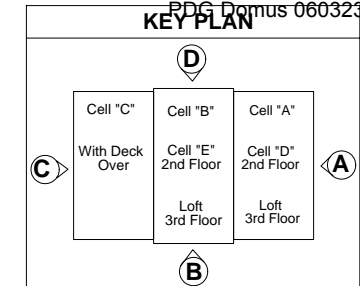 PDG Domus 060323
KEY PLAN
D
Cell "C"
Cell "B"
Cell "A"
With Deck
Over
Cell "E"
2nd Floor
Cell "D"
2nd Floor
C
A
Loft
3rd Floor
Loft
3rd Floor
B